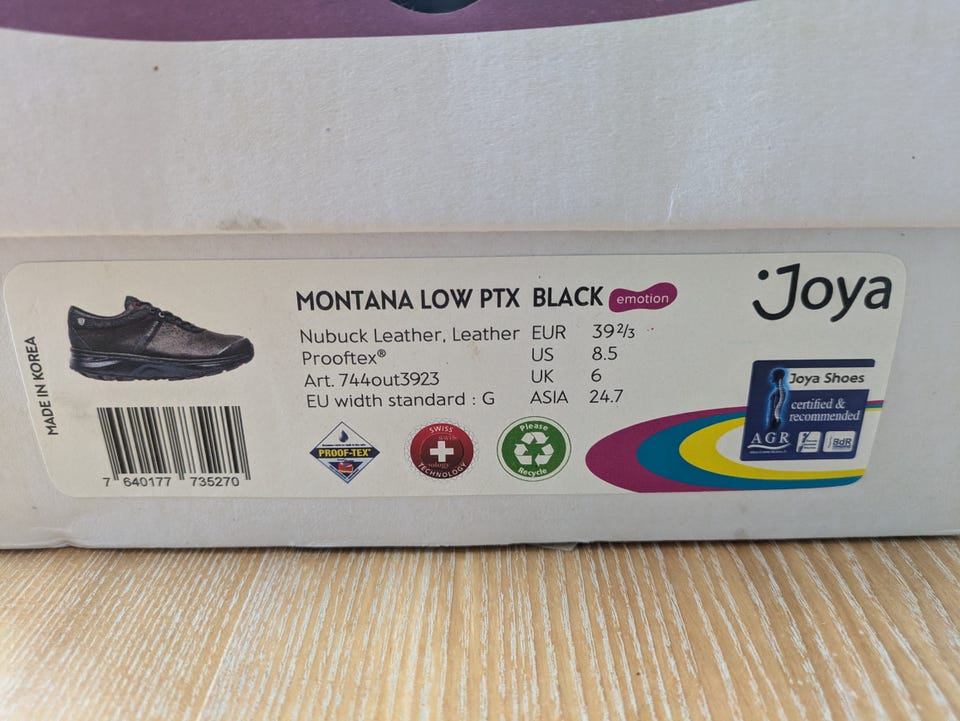 MONTANA LOW PTX BLACK emotion
Joya
MADE IN KOREA
Nubuck Leather, Leather
Prooftex®
Art. 744out3923
EU width standard : G
EUR 39 2/3
US 8.5
UK 6
ASIA 24.7
7 640177 735270
PROOF-TEX®
SWISS
TECHNOLOGY
Please
Recycle
Joya Shoes
certified &
recommended
AGR
BdR